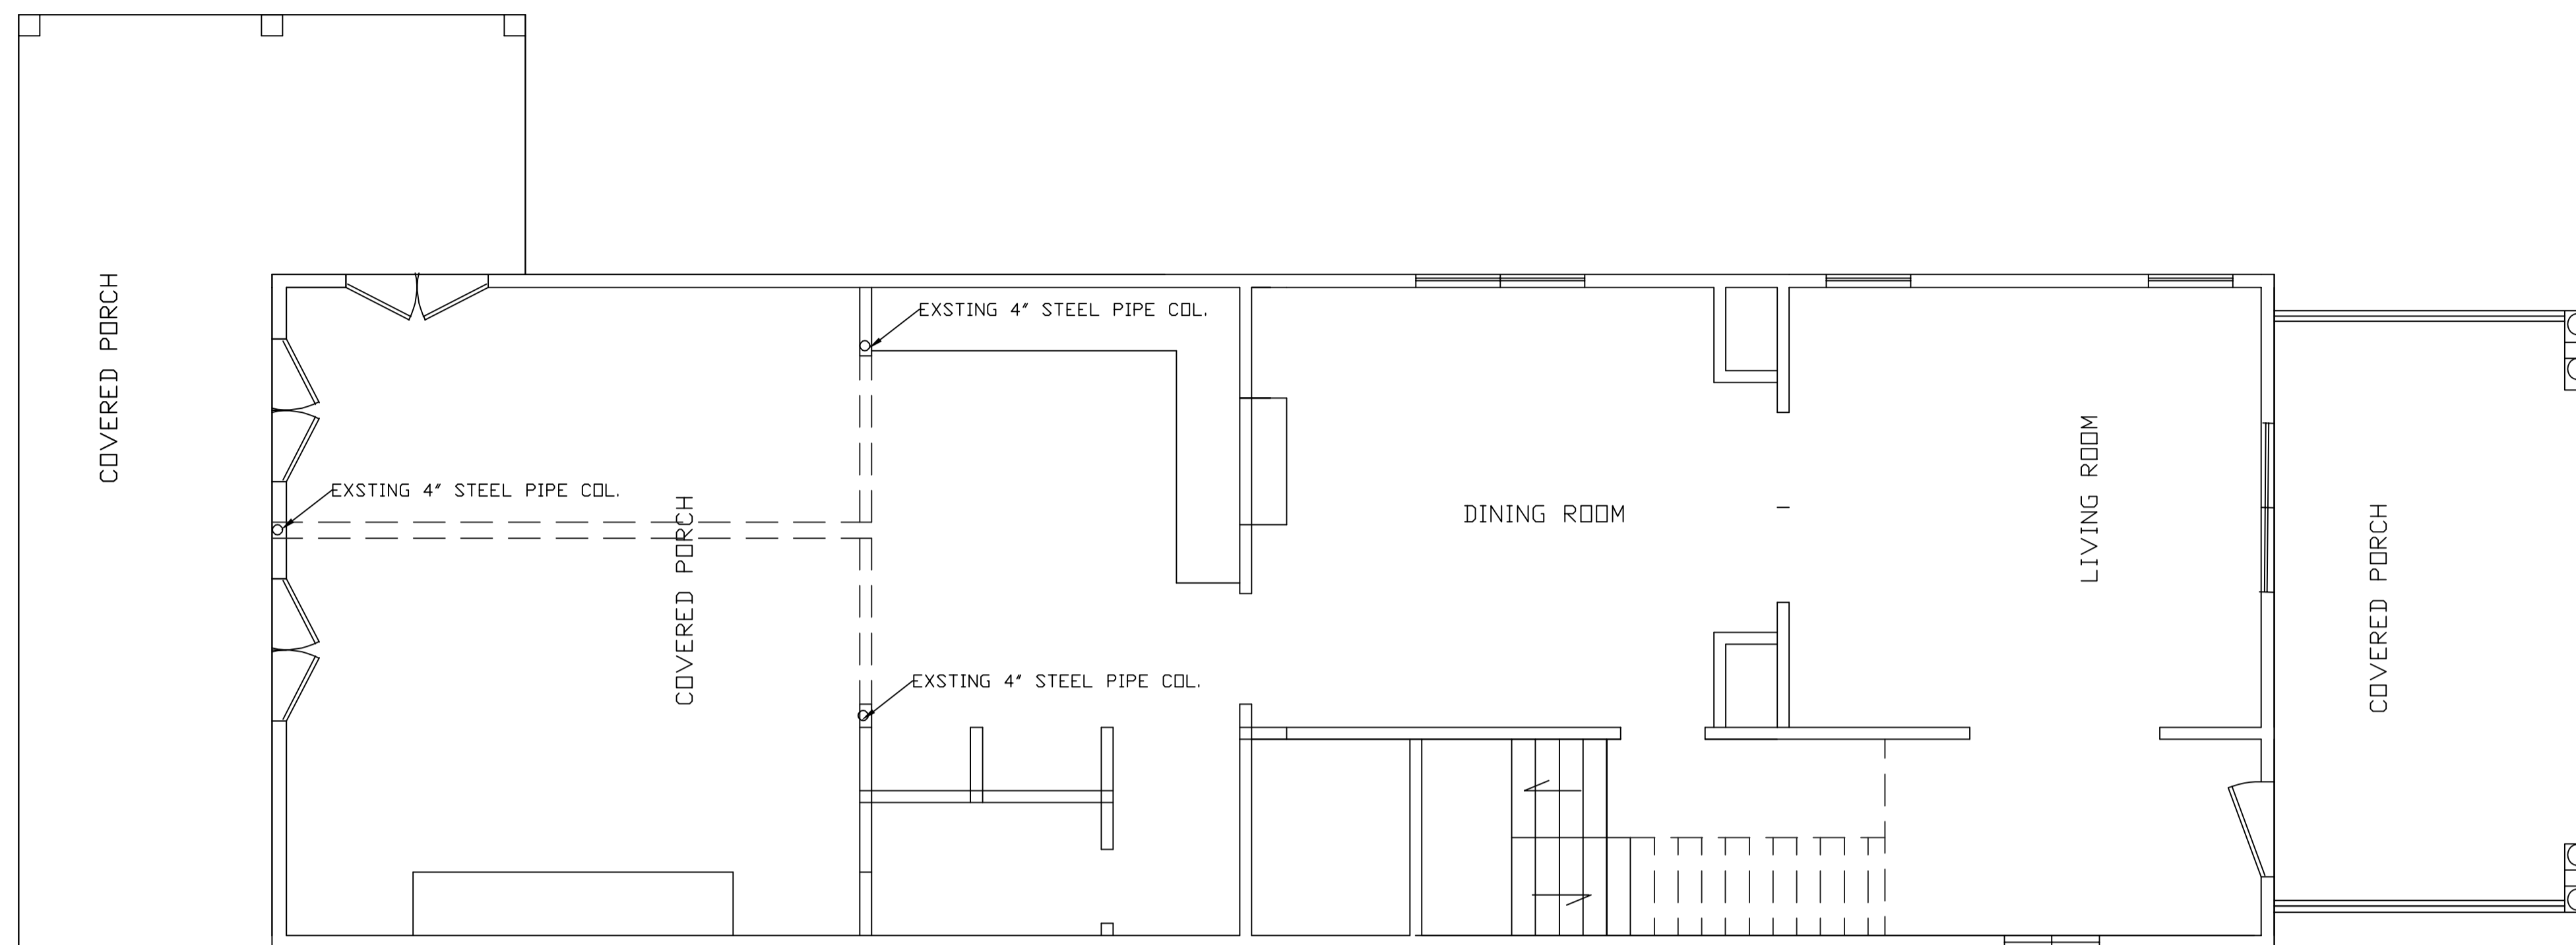 EXSTING 4" STEEL PIPE COL.
COVERED PORCH
EXSTING 4" STEEL PIPE COL.
COVERED PORCH
DINING ROOM
LIVING ROOM
COVERED PORCH
EXSTING 4" STEEL PIPE COL.